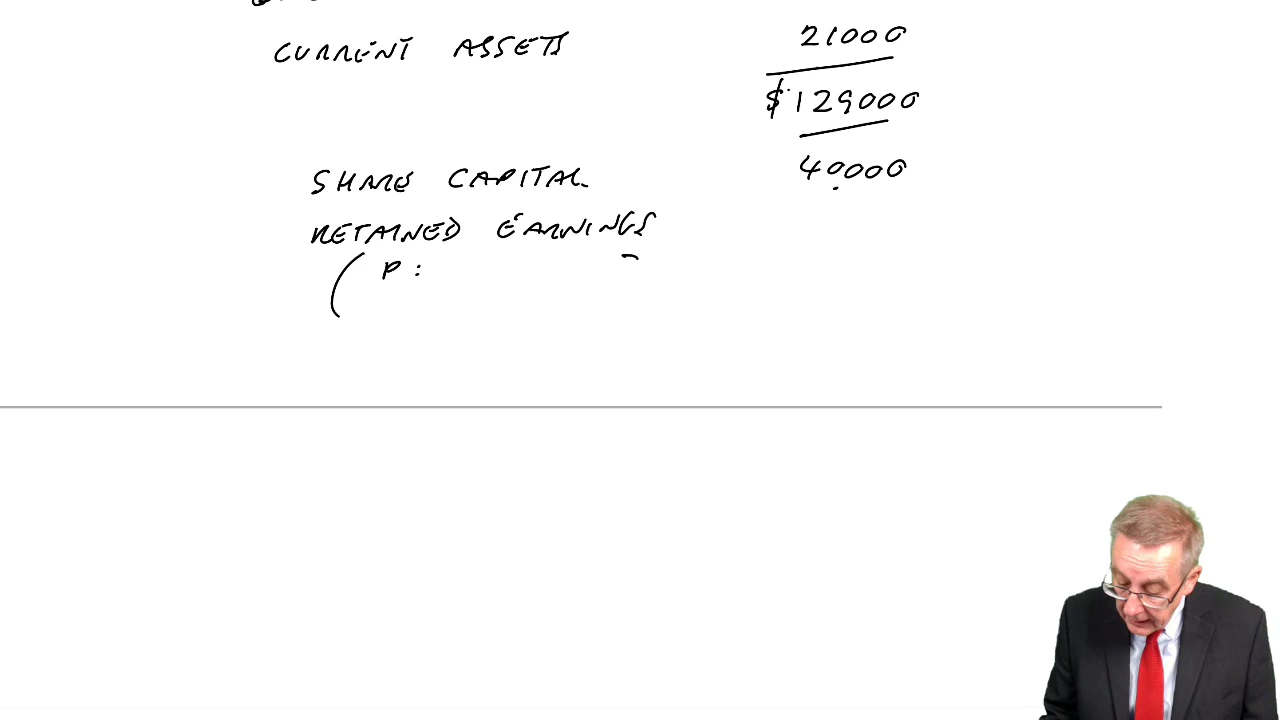 CURRENT ASSETS 21000
$129000
SHARE CAPITAL 40000
RETAINED EARNINGS
( P :